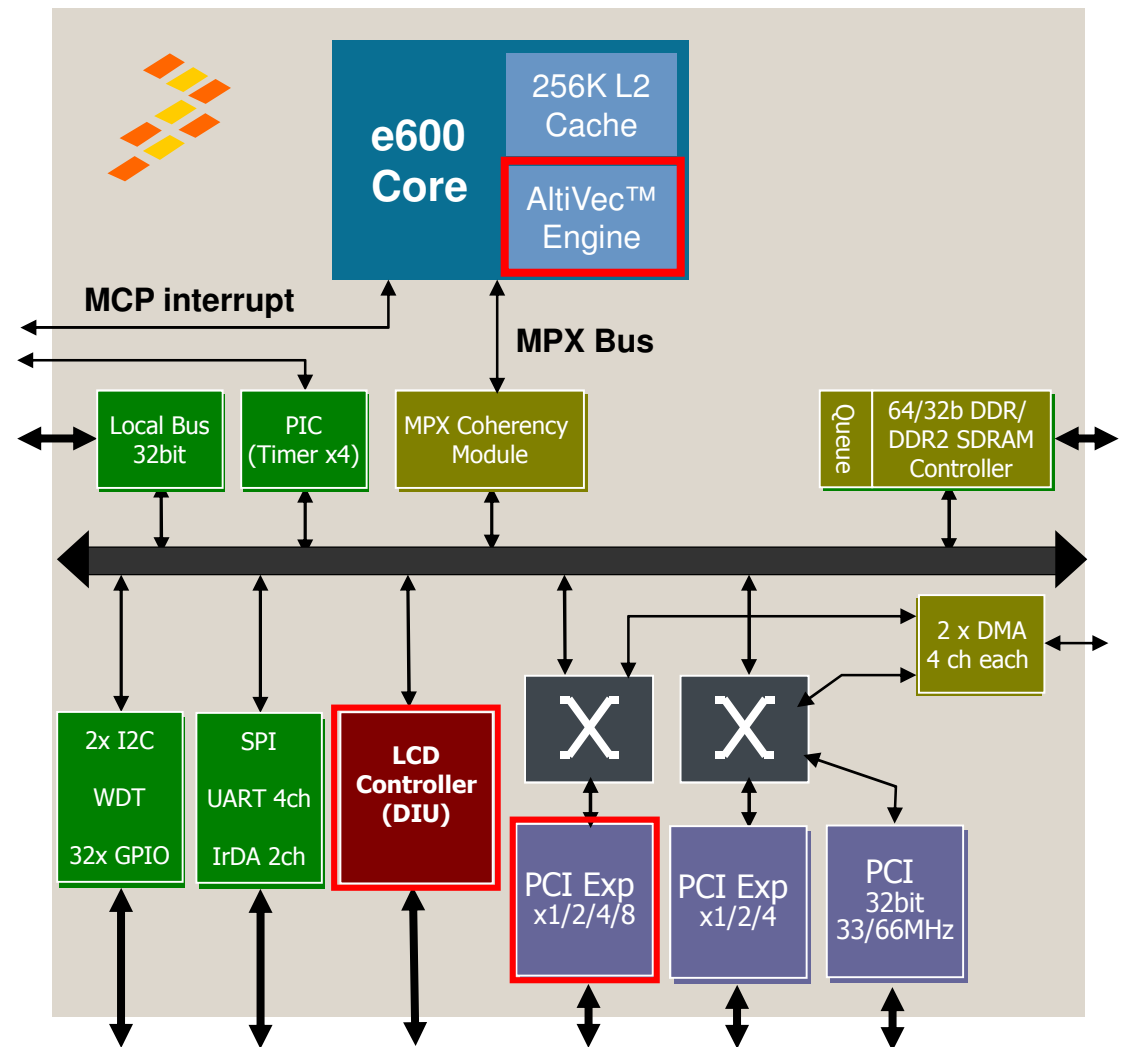 e600
Core
256K L2
Cache
AltiVec™
Engine
MCP interrupt
MPX Bus
Local Bus
32bit
PIC
(Timer x4)
MPX Coherency
Module
Queue
64/32b DDR/
DDR2 SDRAM
Controller
2 x DMA
4 ch each
2x I2C
WDT
32x GPIO
SPI
UART 4ch
IrDA 2ch
LCD
Controller
(DIU)
PCI Exp
x1/2/4/8
PCI Exp
x1/2/4
PCI
32bit
33/66MHz